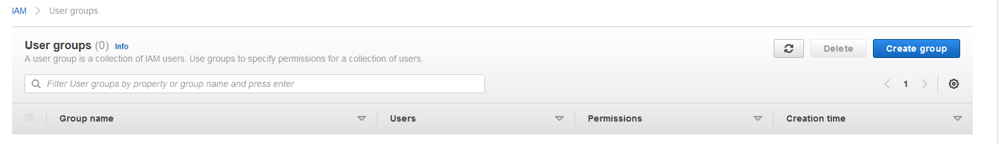 IAM User groups
User groups (0) Info
A user group is a collection of IAM users. Use groups to specify permissions for a collection of users.
Delete
Create group
Filter User groups by property or group name and press enter
1
Group name Users Permissions Creation time